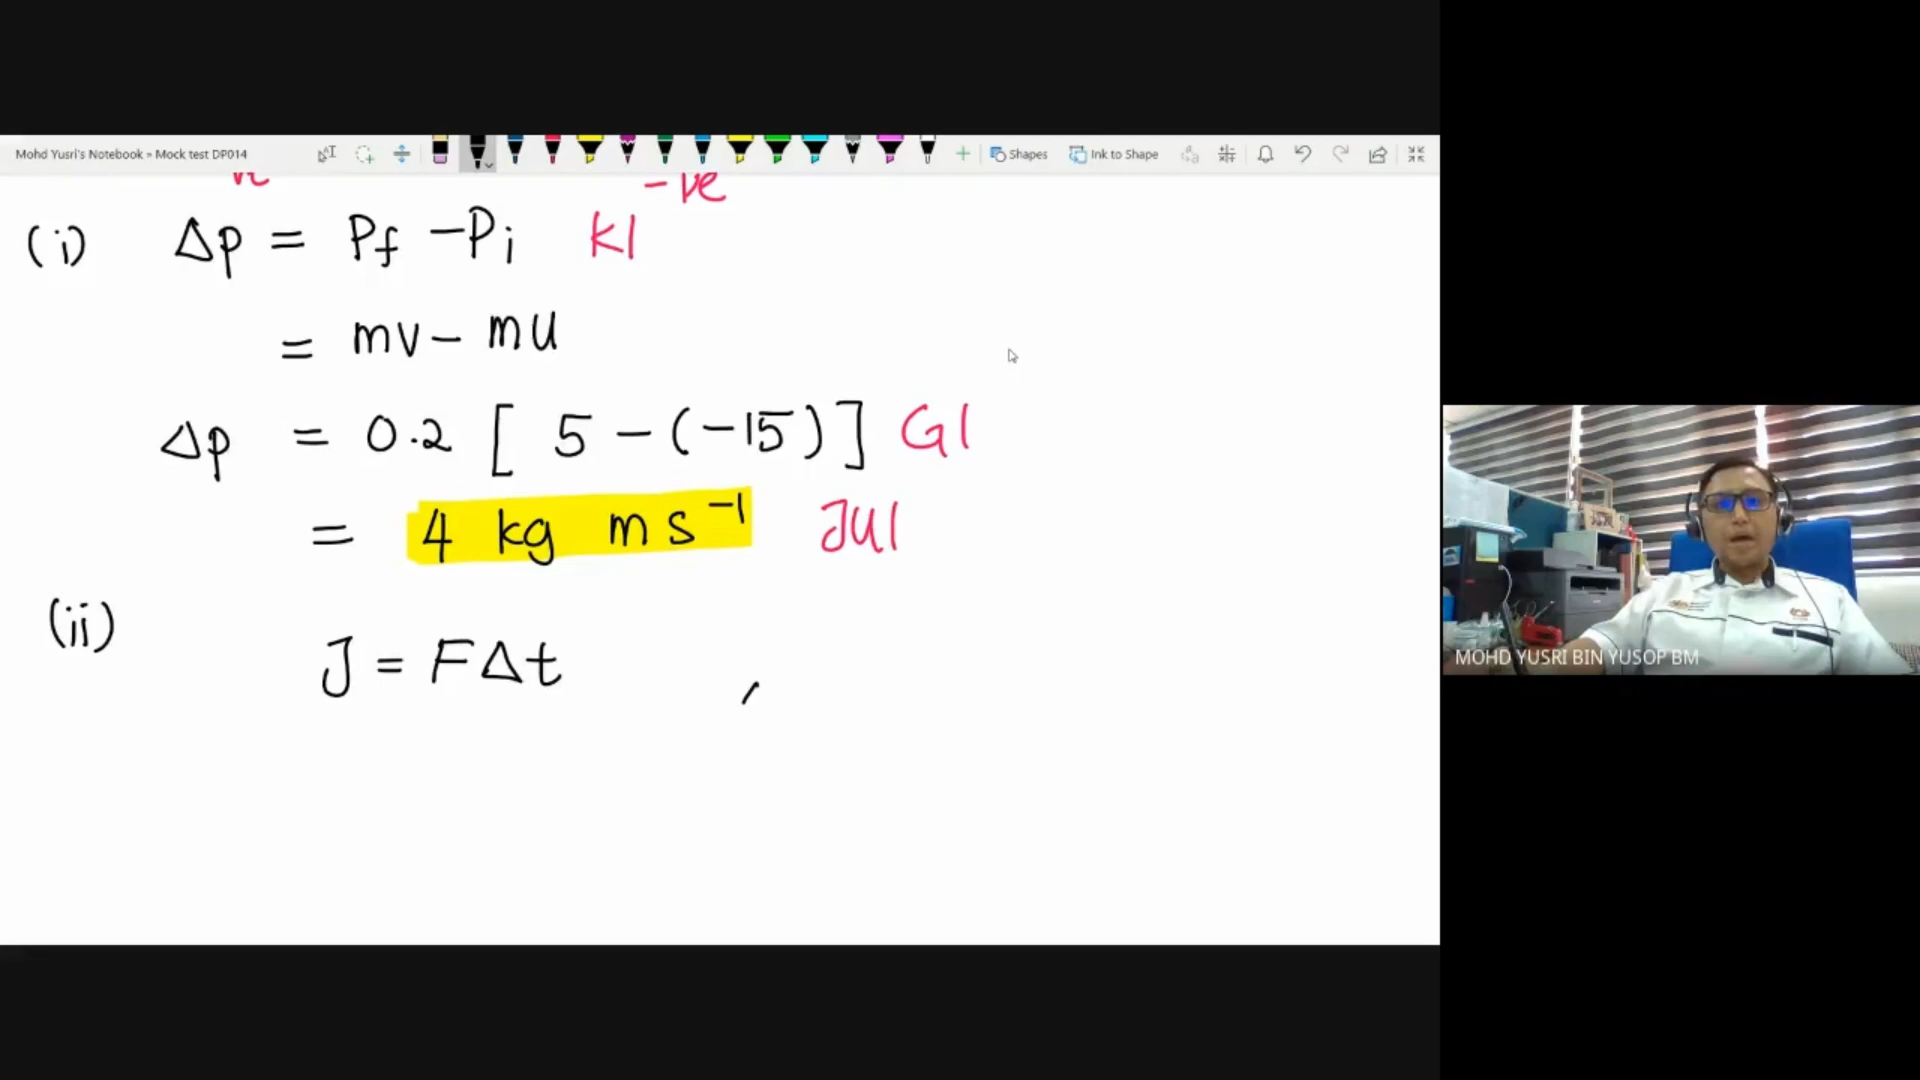 Mohd Yusri's Notebook » Mock test DP014
Shapes
Ink to Shape
-ve
(i) Δp = Pf - Pi K1
= mv - mu
Δp = 0.2 [ 5 - (-15) ] G1
= 4 kg m s⁻¹ JU1
(ii)
J = FΔt ,
MOHD YUSRI BIN YUSOP BM